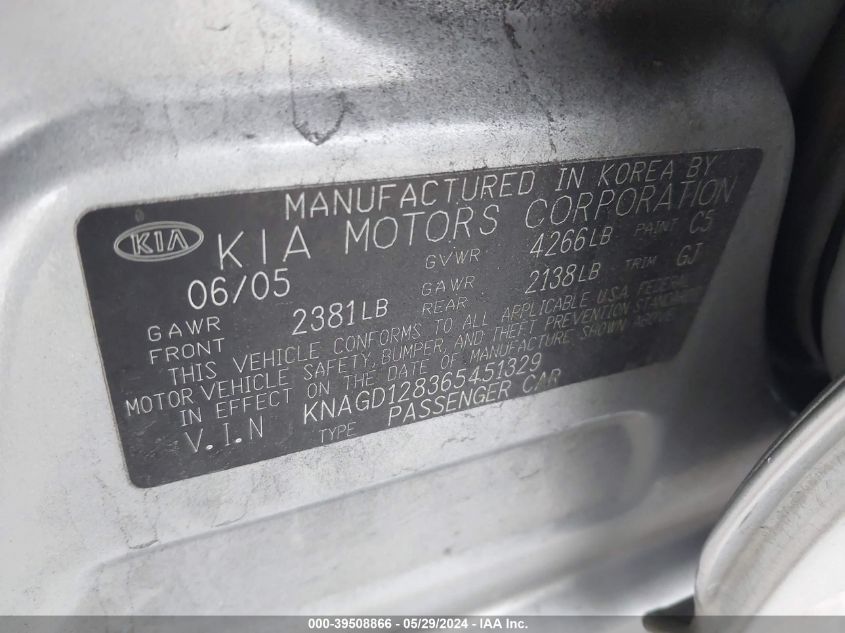 MANUFACTURED IN KOREA BY
KIA KIA MOTORS CORPORATION
06/05 GVWR 4266LB PAINT C5
GAWR FRONT 2381LB GAWR REAR 2138LB TRIM GJ
THIS VEHICLE CONFORMS TO ALL APPLICABLE U.S.A. FEDERAL
MOTOR VEHICLE SAFETY, BUMPER, AND THEFT PREVENTION STANDARDS
IN EFFECT ON THE DATE OF MANUFACTURE SHOWN ABOVE
V.I.N KNAGD128365451329
TYPE PASSENGER CAR
000-39508866 - 05/29/2024 - IAA Inc.